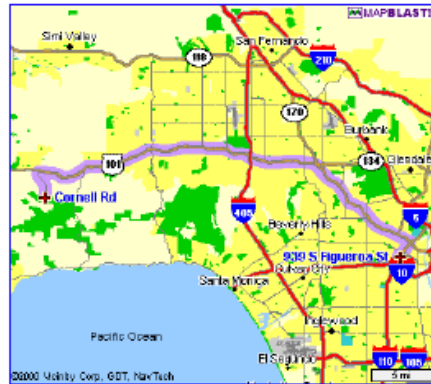 MAPBLAST!
Simi Valley
San Fernando
118
210
170
Burbank
101
134
Glendale
Cornell Rd
405
5
Beverly Hills
939 S Figueroa St
Culver City
10
Santa Monica
Inglewood
Pacific Ocean
El Segundo
110
105
©2000 Vicinity Corp, GDT, NavTech
5 mi